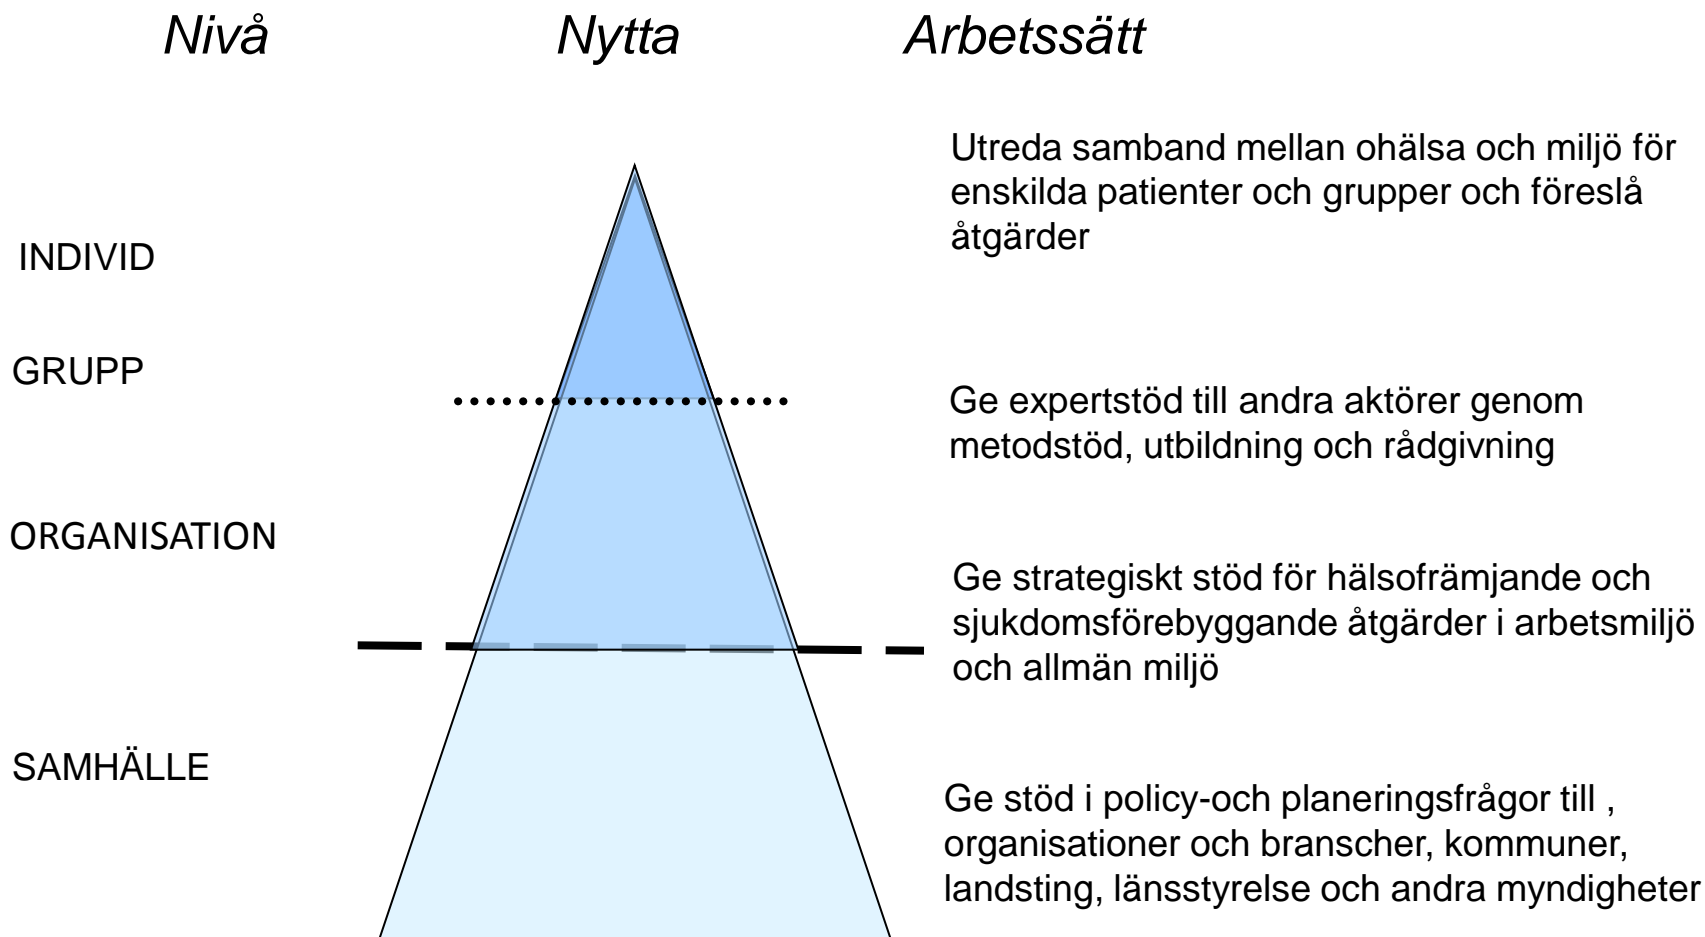 Nivå Nytta Arbetssätt
Utreda samband mellan ohälsa och miljö för
enskilda patienter och grupper och föreslå
åtgärder
INDIVID
GRUPP
Ge expertstöd till andra aktörer genom
metodstöd, utbildning och rådgivning
ORGANISATION
Ge strategiskt stöd för hälsofrämjande och
sjukdomsförebyggande åtgärder i arbetsmiljö
och allmän miljö
SAMHÄLLE
Ge stöd i policy-och planeringsfrågor till ,
organisationer och branscher, kommuner,
landsting, länsstyrelse och andra myndigheter